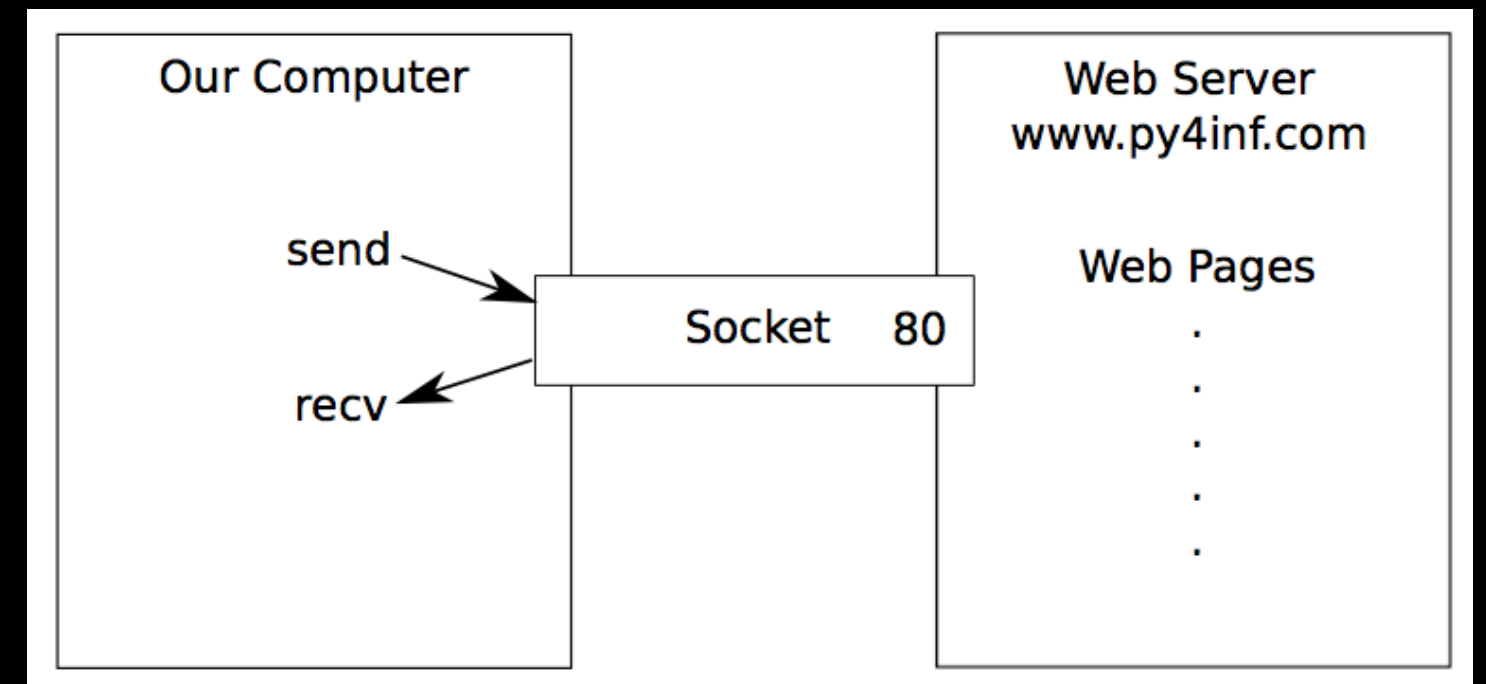 Our Computer
send
recv
Socket 80
Web Server
www.py4inf.com
Web Pages
.
.
.
.
.